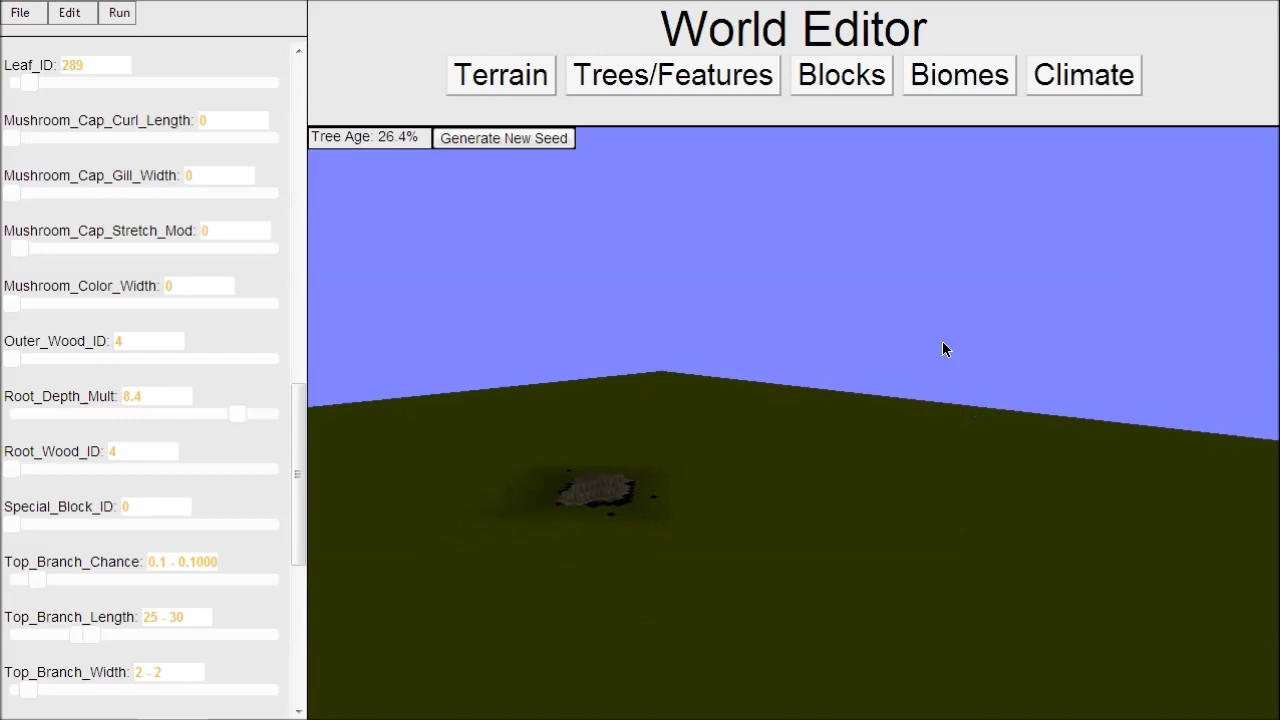 File Edit Run
World Editor
Terrain Trees/Features Blocks Biomes Climate
Tree Age: 26.4% Generate New Seed
Leaf_ID: 289
Mushroom_Cap_Curl_Length: 0
Mushroom_Cap_Gill_Width: 0
Mushroom_Cap_Stretch_Mod: 0
Mushroom_Color_Width: 0
Outer_Wood_ID: 4
Root_Depth_Mult: 8.4
Root_Wood_ID: 4
Special_Block_ID: 0
Top_Branch_Chance: 0.1 - 0.1000
Top_Branch_Length: 25 - 30
Top_Branch_Width: 2 - 2